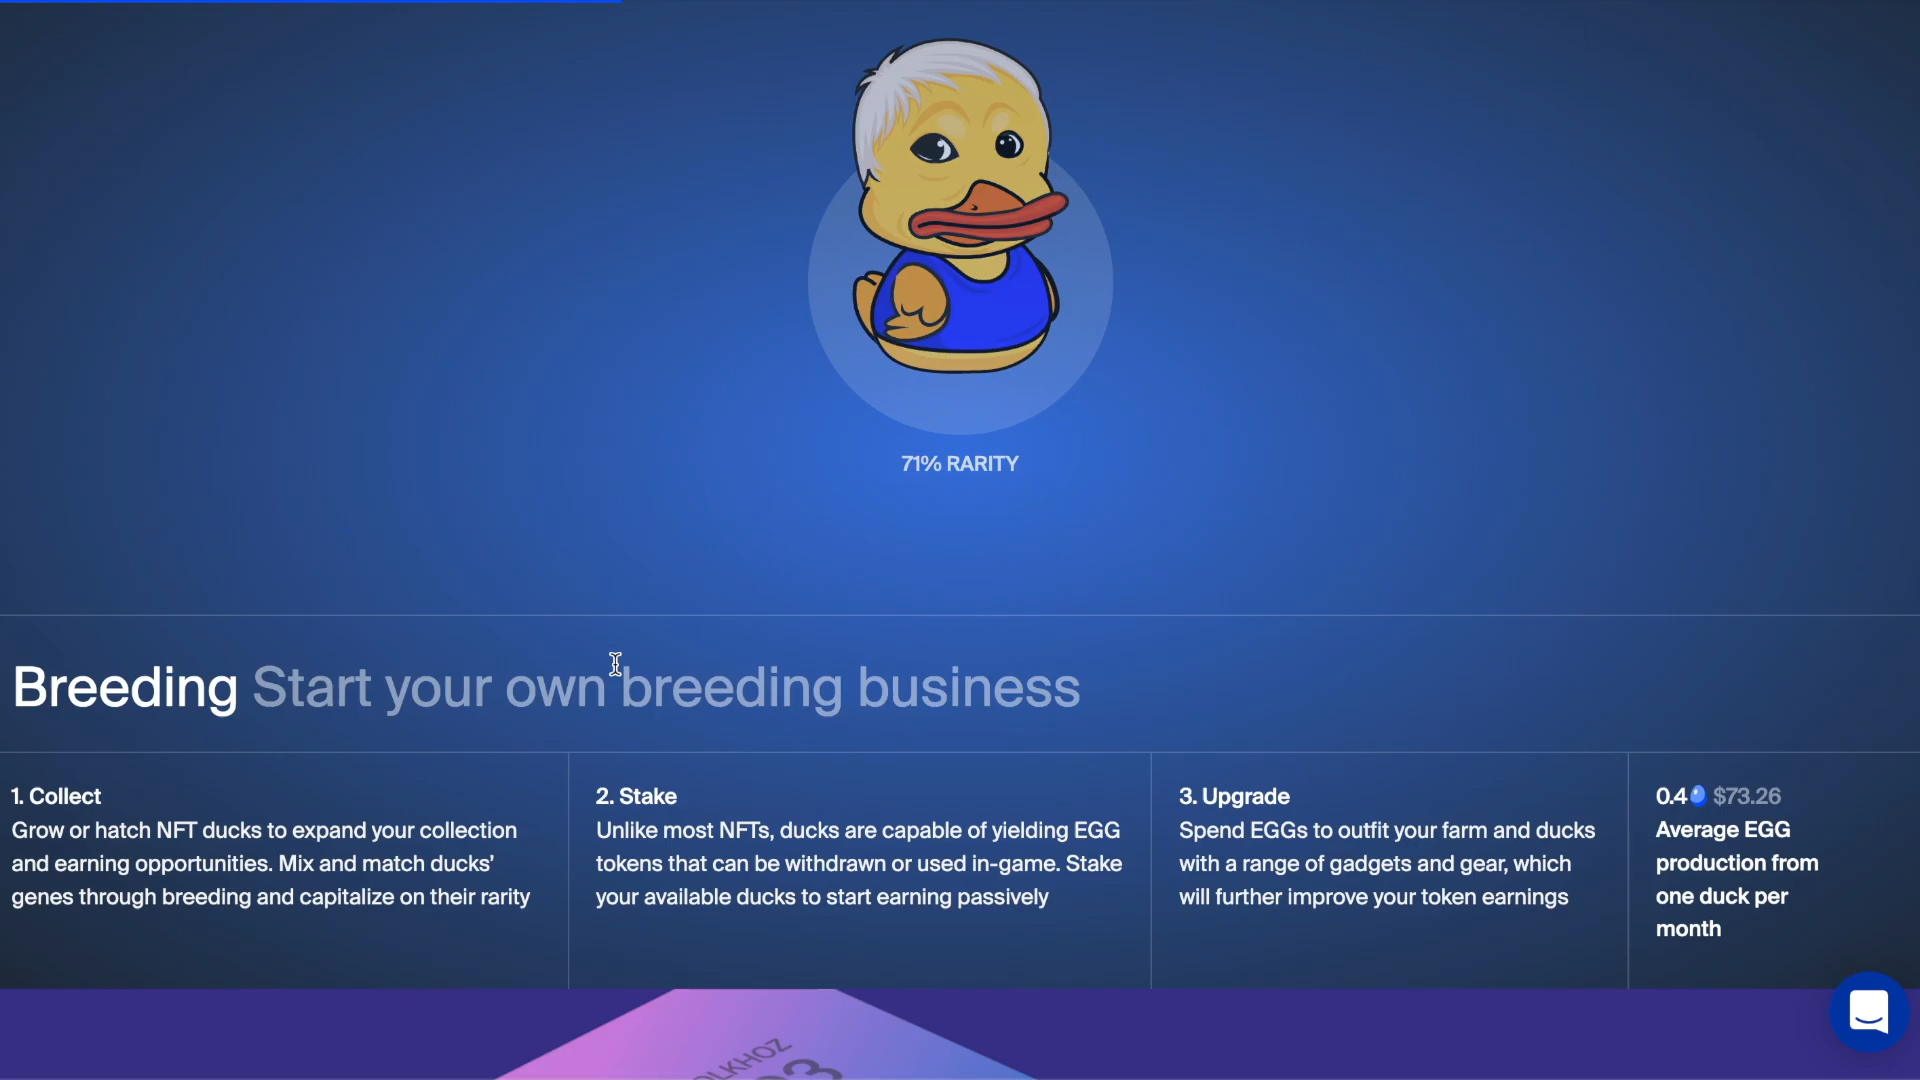 71% RARITY
Breeding Start your own breeding business
1. Collect
Grow or hatch NFT ducks to expand your collection
and earning opportunities. Mix and match ducks'
genes through breeding and capitalize on their rarity
2. Stake
Unlike most NFTs, ducks are capable of yielding EGG
tokens that can be withdrawn or used in-game. Stake
your available ducks to start earning passively
3. Upgrade
Spend EGGs to outfit your farm and ducks
with a range of gadgets and gear, which
will further improve your token earnings
0.4 $73.26
Average EGG
production from
one duck per
month